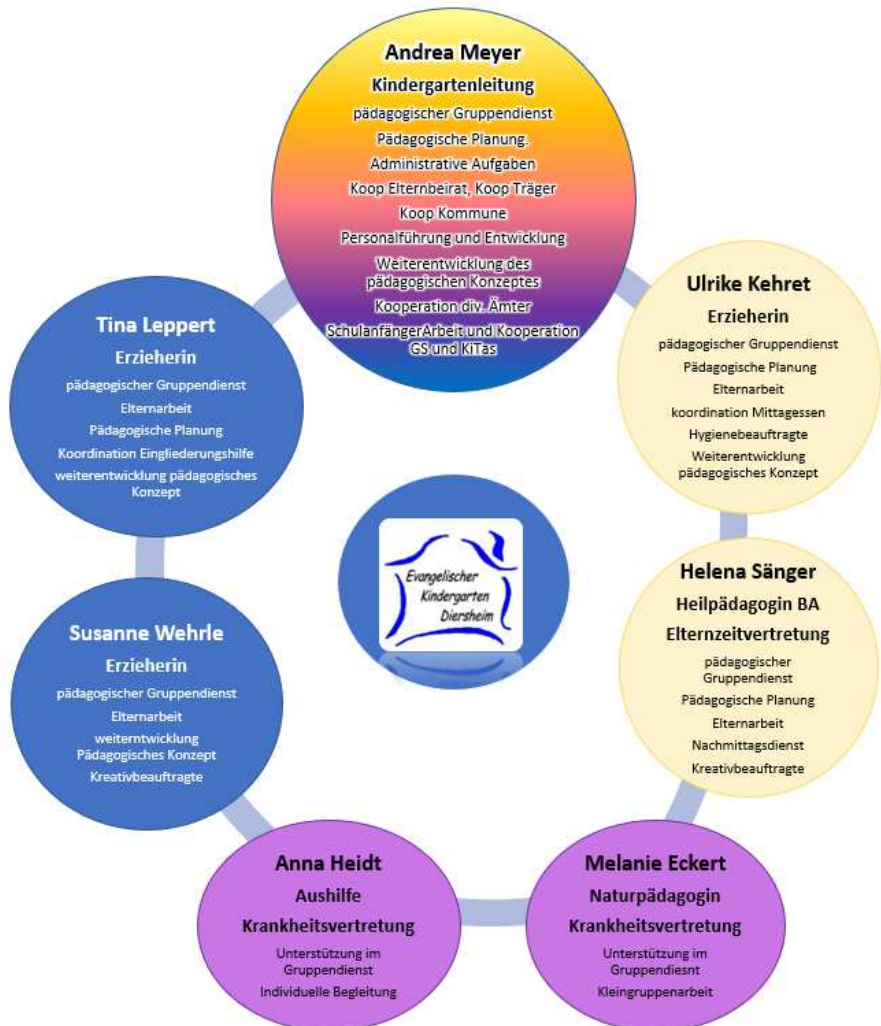 Andrea Meyer
Kindergartenleitung
pädagogischer Gruppendienst
Pädagogische Planung.
Administrative Aufgaben
Koop Elternbeirat, Koop Träger
Koop Kommune
Personalführung und Entwicklung
Weiterentwicklung des
pädagogischen Konzeptes
Kooperation div. Ämter
SchulanfängerArbeit und Kooperation
GS und KiTas
Ulrike Kehret
Erzieherin
pädagogischer Gruppendienst
Pädagogische Planung
Elternarbeit
koordination Mittagessen
Hygienebeauftragte
Weiterentwicklung
pädagogisches Konzept
Helena Sänger
Heilpädagogin BA
Elternzeitvertretung
pädagogischer
Gruppendienst
Pädagogische Planung
Elternarbeit
Nachmittagsdienst
Kreativbeauftragte
Melanie Eckert
Naturpädagogin
Krankheitsvertretung
Unterstützung im
Gruppendiesnt
Kleingruppenarbeit
Anna Heidt
Aushilfe
Krankheitsvertretung
Unterstützung im
Gruppendienst
Individuelle Begleitung
Susanne Wehrle
Erzieherin
pädagogischer Gruppendienst
Elternarbeit
weiterntwicklung
Pädagogisches Konzept
Kreativbeauftragte
Tina Leppert
Erzieherin
pädagogischer Gruppendienst
Elternarbeit
Pädagogische Planung
Koordination Eingliederungshilfe
weiterentwicklung pädagogisches
Konzept
Evangelischer
Kindergarten
Diersheim